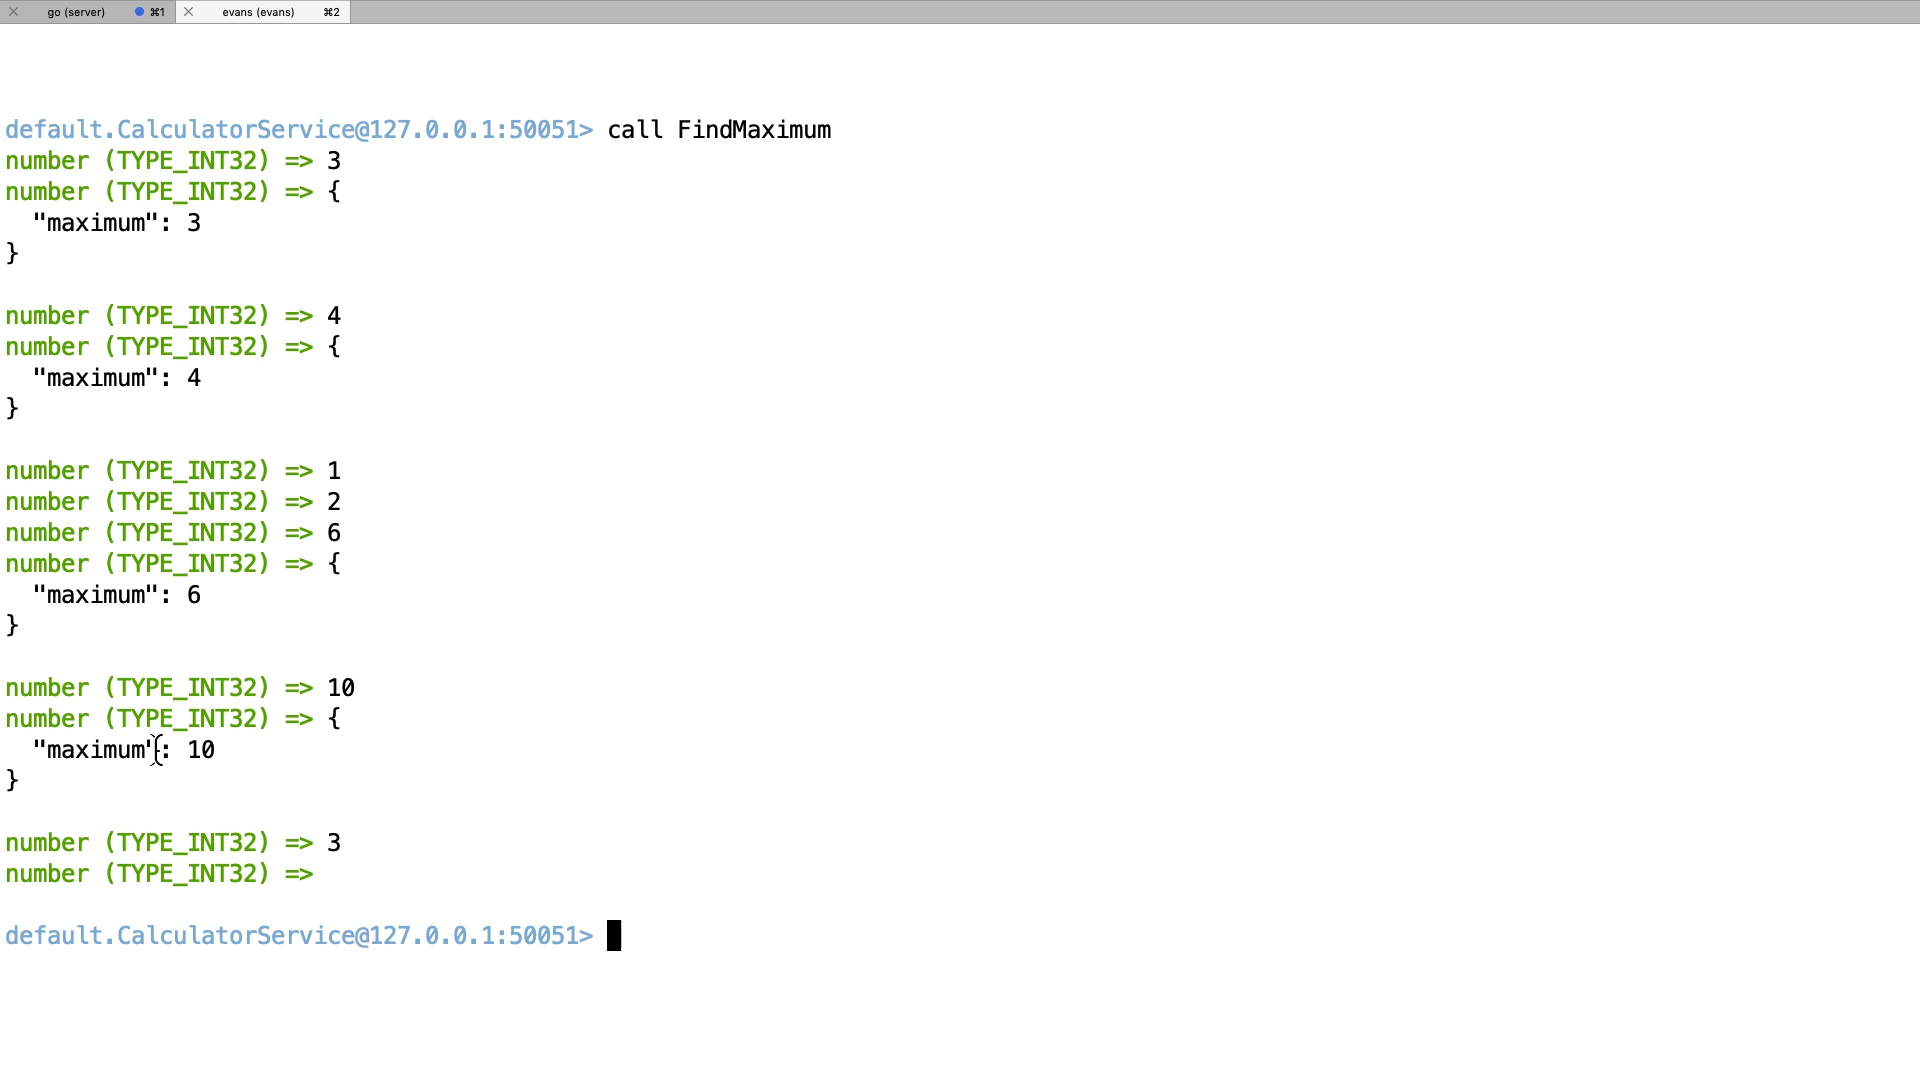 go (server) ⌘1 evans (evans) ⌘2
default.CalculatorService@127.0.0.1:50051> call FindMaximum
number (TYPE_INT32) => 3
number (TYPE_INT32) => {
  "maximum": 3
}
number (TYPE_INT32) => 4
number (TYPE_INT32) => {
  "maximum": 4
}
number (TYPE_INT32) => 1
number (TYPE_INT32) => 2
number (TYPE_INT32) => 6
number (TYPE_INT32) => {
  "maximum": 6
}
number (TYPE_INT32) => 10
number (TYPE_INT32) => {
  "maximum": 10
}
number (TYPE_INT32) => 3
number (TYPE_INT32) =>
default.CalculatorService@127.0.0.1:50051>